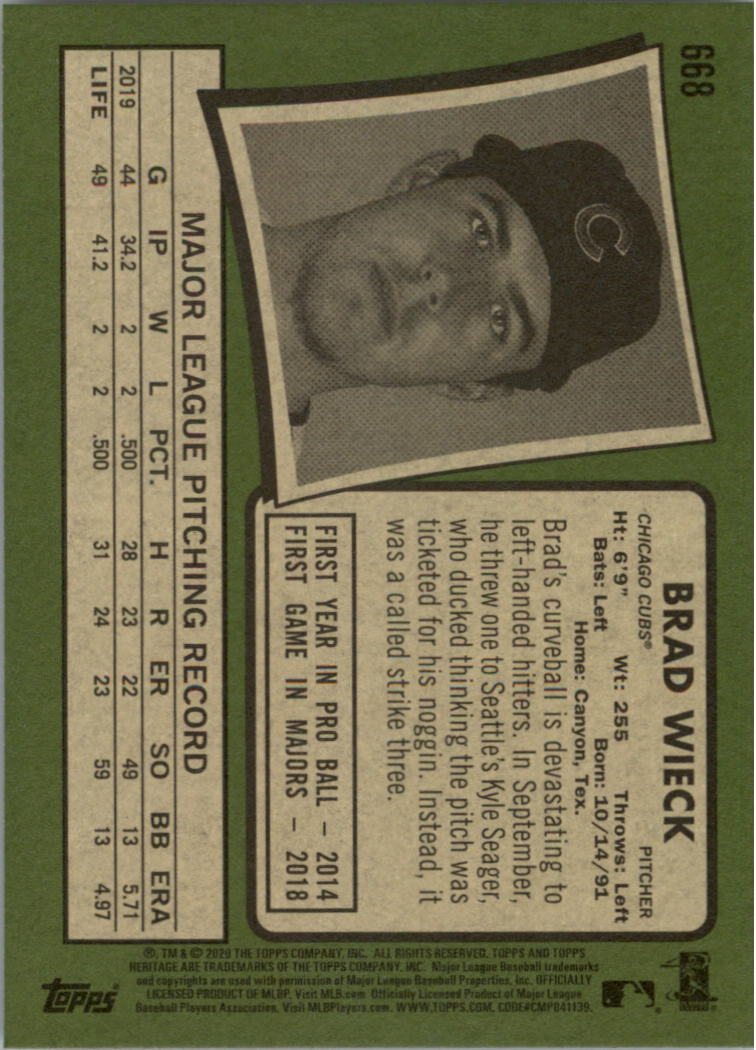 668
BRAD WIECK
CHICAGO CUBS® PITCHER
Ht: 6'9" Wt: 255 Throws: Left
Bats: Left Born: 10/14/91
Home: Canyon, Tex.
Brad's curveball is devastating to
left-handed hitters. In September,
he threw one to Seattle's Kyle Seager,
who ducked thinking the pitch was
ticketed for his noggin. Instead, it
was a called strike three.
FIRST YEAR IN PRO BALL – 2014
FIRST GAME IN MAJORS – 2018
C
MAJOR LEAGUE PITCHING RECORD
G IP W L PCT. H R ER SO BB ERA
2019 44 34.2 2 2 .500 28 23 22 49 13 5.71
LIFE 49 41.2 2 2 .500 31 24 23 59 13 4.97
®, TM & © 2020 THE TOPPS COMPANY, INC. ALL RIGHTS RESERVED. TOPPS AND TOPPS
HERITAGE ARE TRADEMARKS OF THE TOPPS COMPANY, INC. Major League Baseball trademarks
and copyrights are used with permission of Major League Baseball Properties, Inc. OFFICIALLY
LICENSED PRODUCT OF MLBP. Visit MLB.com Officially Licensed Product of Major League
Baseball Players Association. Visit MLBPlayers.com. WWW.TOPPS.COM. CODE#CMP041139.
topps®